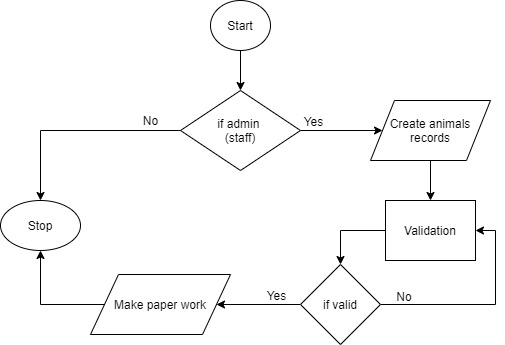 Start
if admin
(staff)
No
Yes
Create animals
records
Stop
Validation
Make paper work
Yes
if valid
No